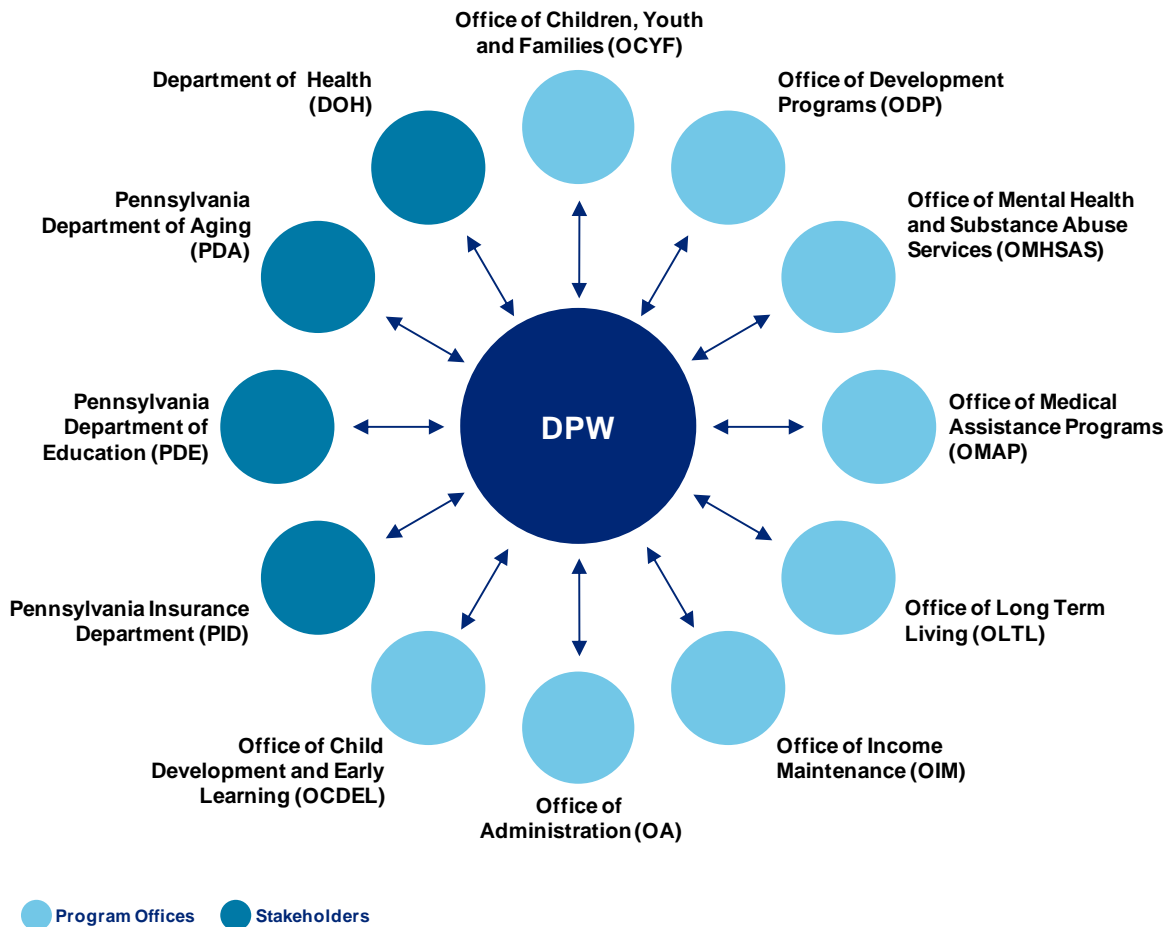 Office of Children, Youth
and Families (OCYF)
Department of Health
(DOH)
Office of Development
Programs (ODP)
Pennsylvania
Department of Aging
(PDA)
Office of Mental Health
and Substance Abuse
Services (OMHSAS)
Pennsylvania
Department of
Education (PDE)
DPW
Office of Medical
Assistance Programs
(OMAP)
Pennsylvania Insurance
Department (PID)
Office of Long Term
Living (OLTL)
Office of Child
Development and Early
Learning (OCDEL)
Office of
Administration (OA)
Office of Income
Maintenance (OIM)
Program Offices
Stakeholders